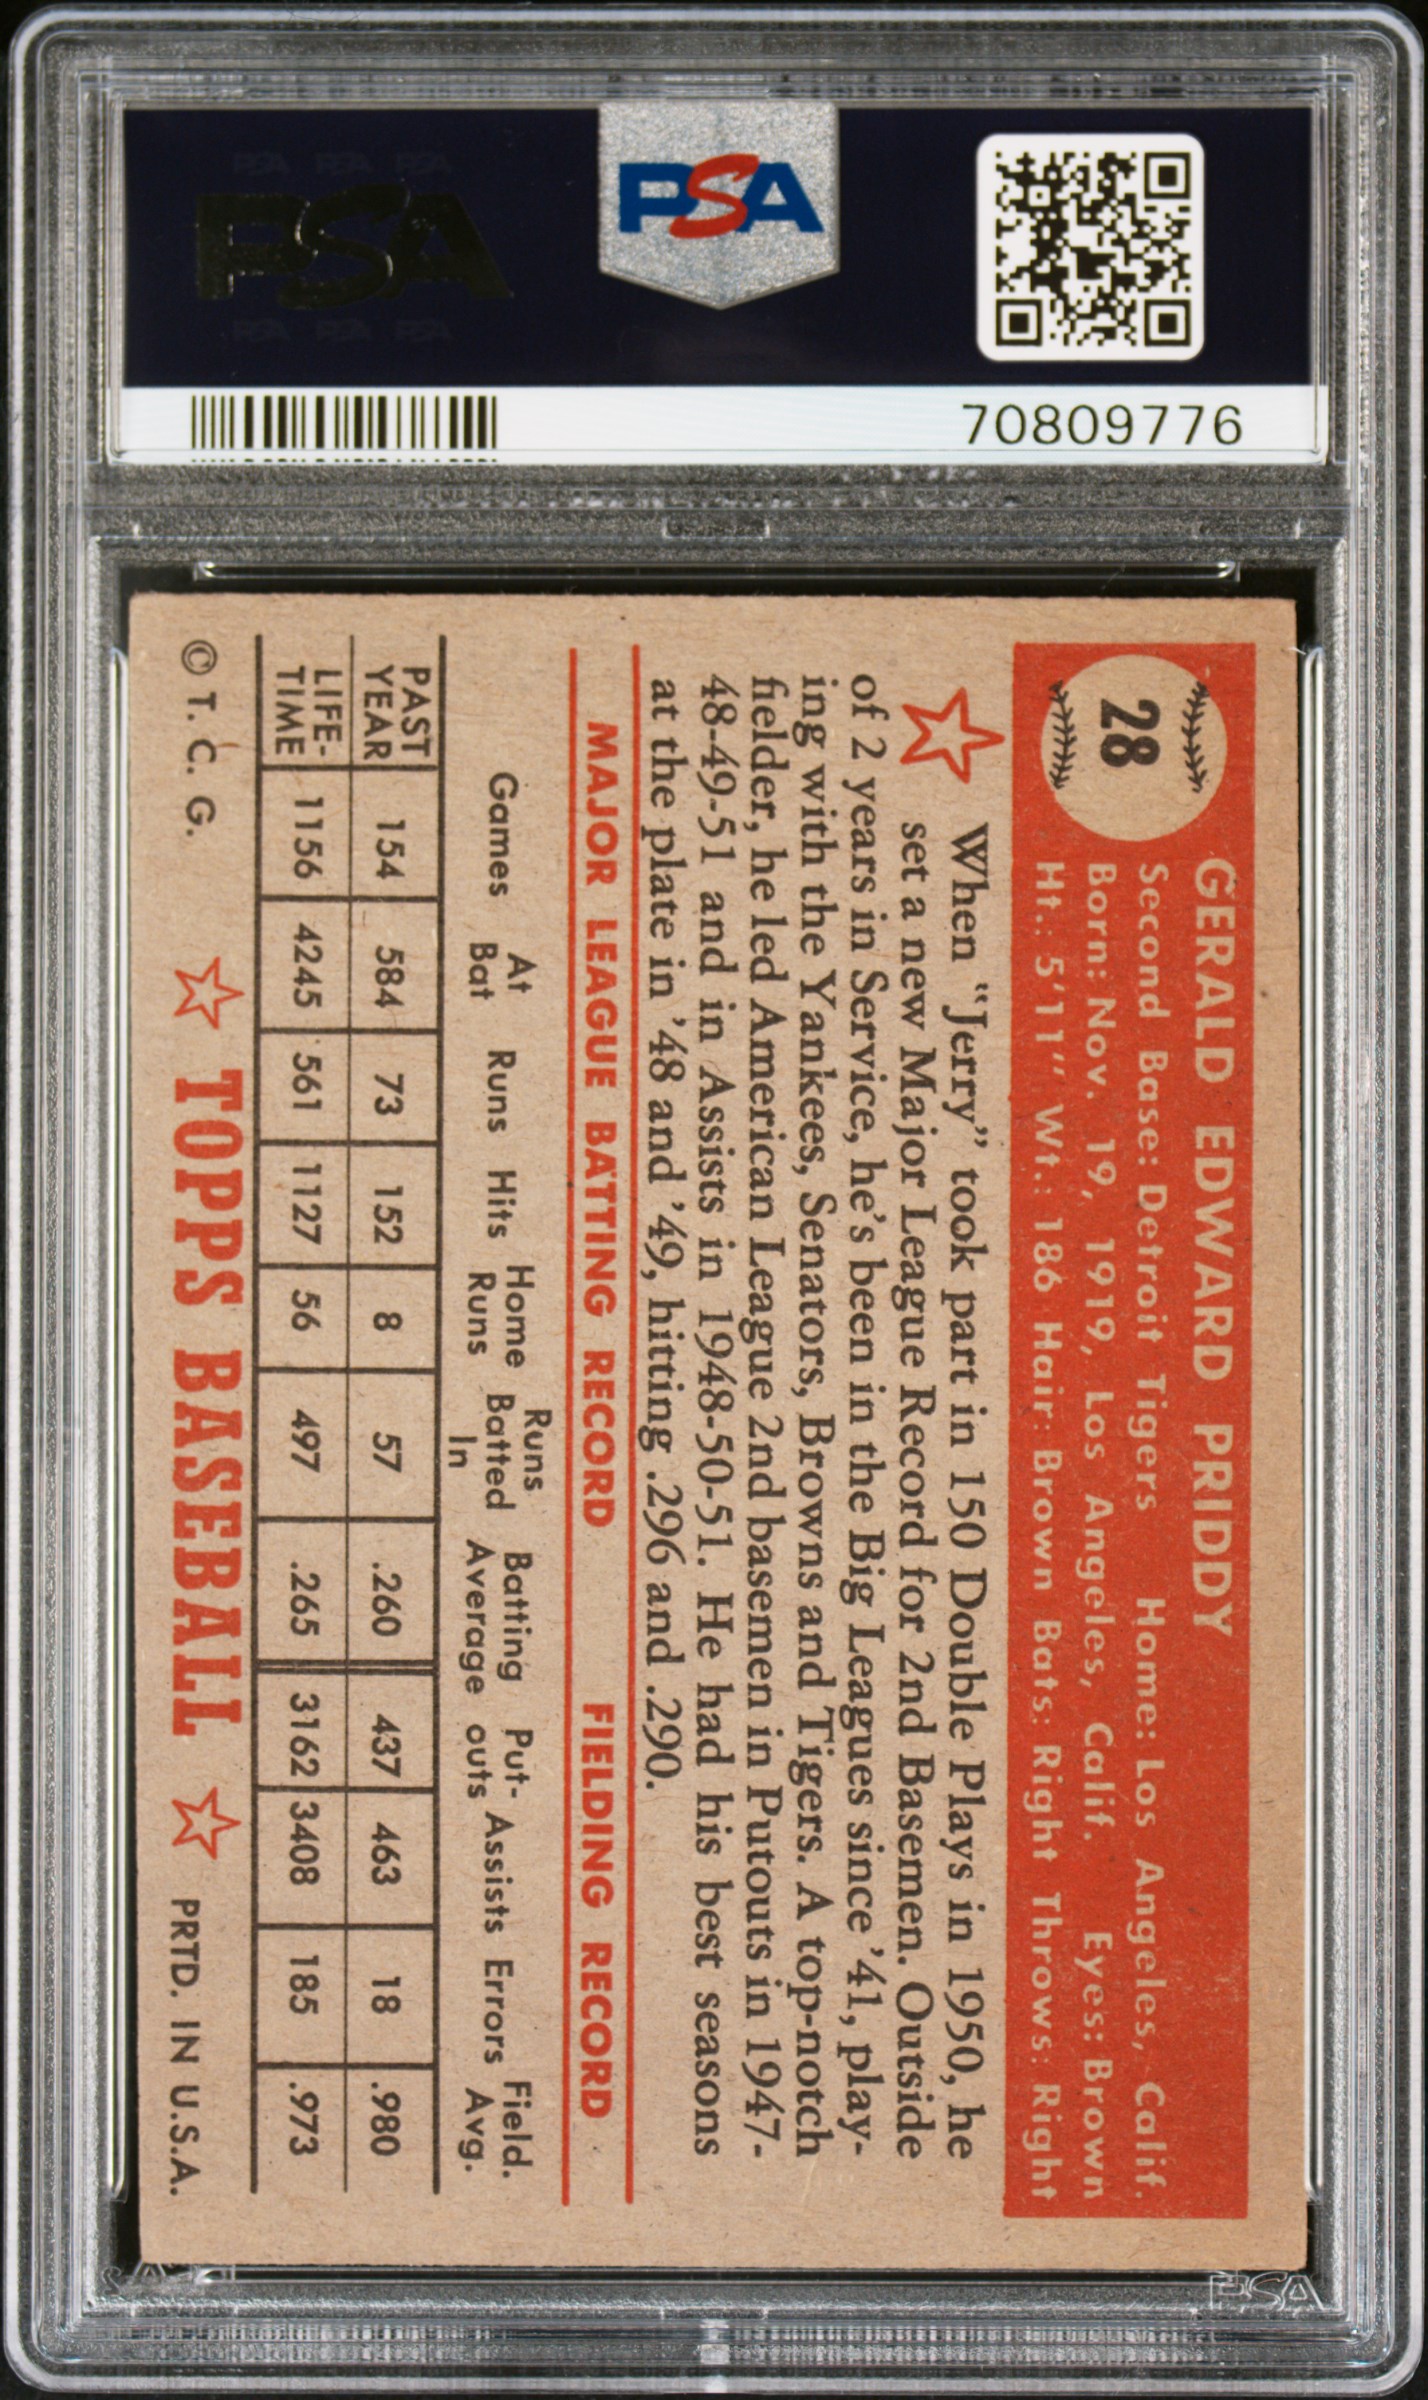 PSA
PSA
70809776
28
GERALD EDWARD PRIDDY
Second Base: Detroit Tigers Home: Los Angeles, Calif.
Born: Nov. 19, 1919, Los Angeles, Calif. Eyes: Brown
Ht.: 5'11" Wt.: 186 Hair: Brown Bats: Right Throws: Right
When "Jerry" took part in 150 Double Plays in 1950, he
set a new Major League Record for 2nd Basemen. Outside
of 2 years in Service, he's been in the Big Leagues since '41, play-
ing with the Yankees, Senators, Browns and Tigers. A top-notch
fielder, he led American League 2nd basemen in Putouts in 1947-
48-49-51 and in Assists in 1948-50-51. He had his best seasons
at the plate in '48 and '49, hitting .296 and .290.
MAJOR LEAGUE BATTING RECORD FIELDING RECORD
Games At Bat Runs Hits Home Runs Runs Batted In Batting Average Put-outs Assists Errors Field. Avg.
PAST YEAR 154 584 73 152 8 57 .260 437 463 18 .980
LIFE-TIME 1156 4245 561 1127 56 497 .265 3162 3408 185 .973
© T. C. G. TOPPS BASEBALL PRTD. IN U.S.A.
PSA